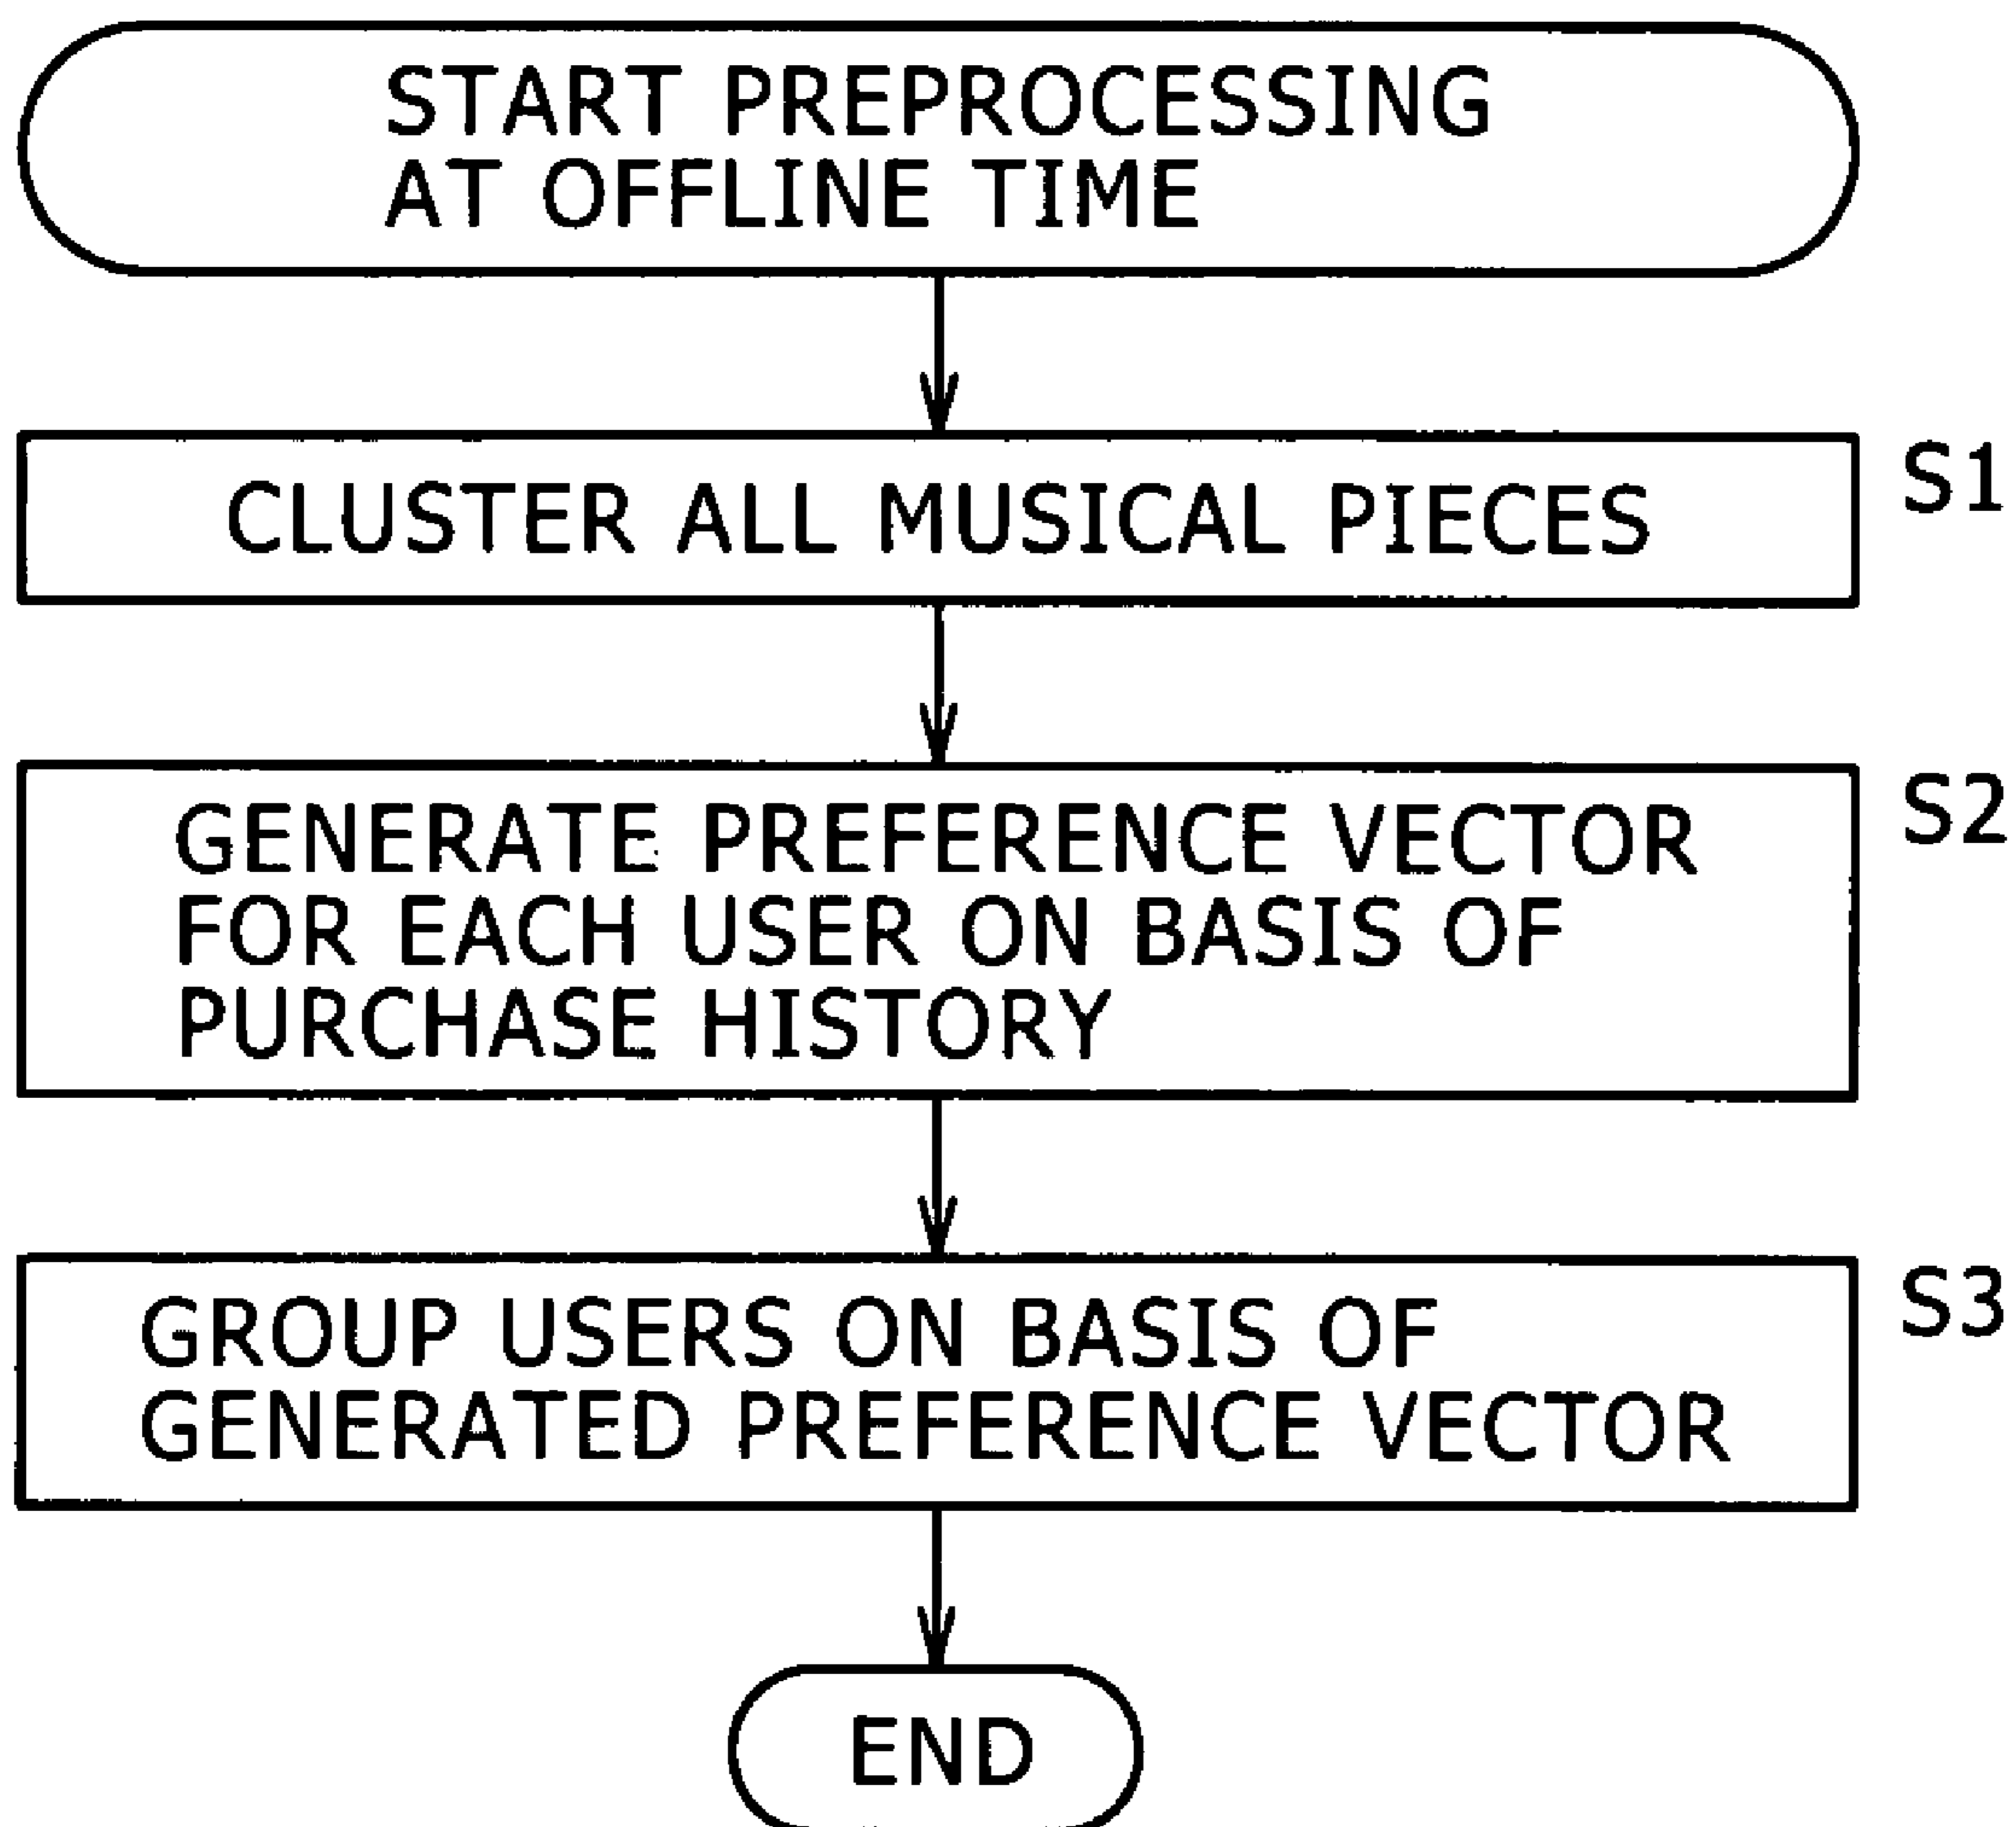 START PREPROCESSING
AT OFFLINE TIME
CLUSTER ALL MUSICAL PIECES
S1
GENERATE PREFERENCE VECTOR
FOR EACH USER ON BASIS OF
PURCHASE HISTORY
S2
GROUP USERS ON BASIS OF
GENERATED PREFERENCE VECTOR
S3
END